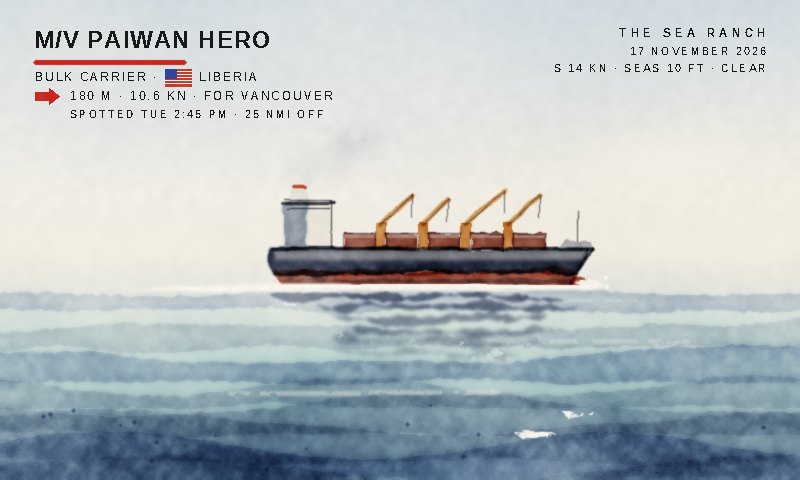 M/V PAIWAN HERO
BULK CARRIER · LIBERIA
180 M · 10.6 KN · FOR VANCOUVER
SPOTTED TUE 2:45 PM · 25 NMI OFF
THE SEA RANCH
17 NOVEMBER 2026
S 14 KN · SEAS 10 FT · CLEAR